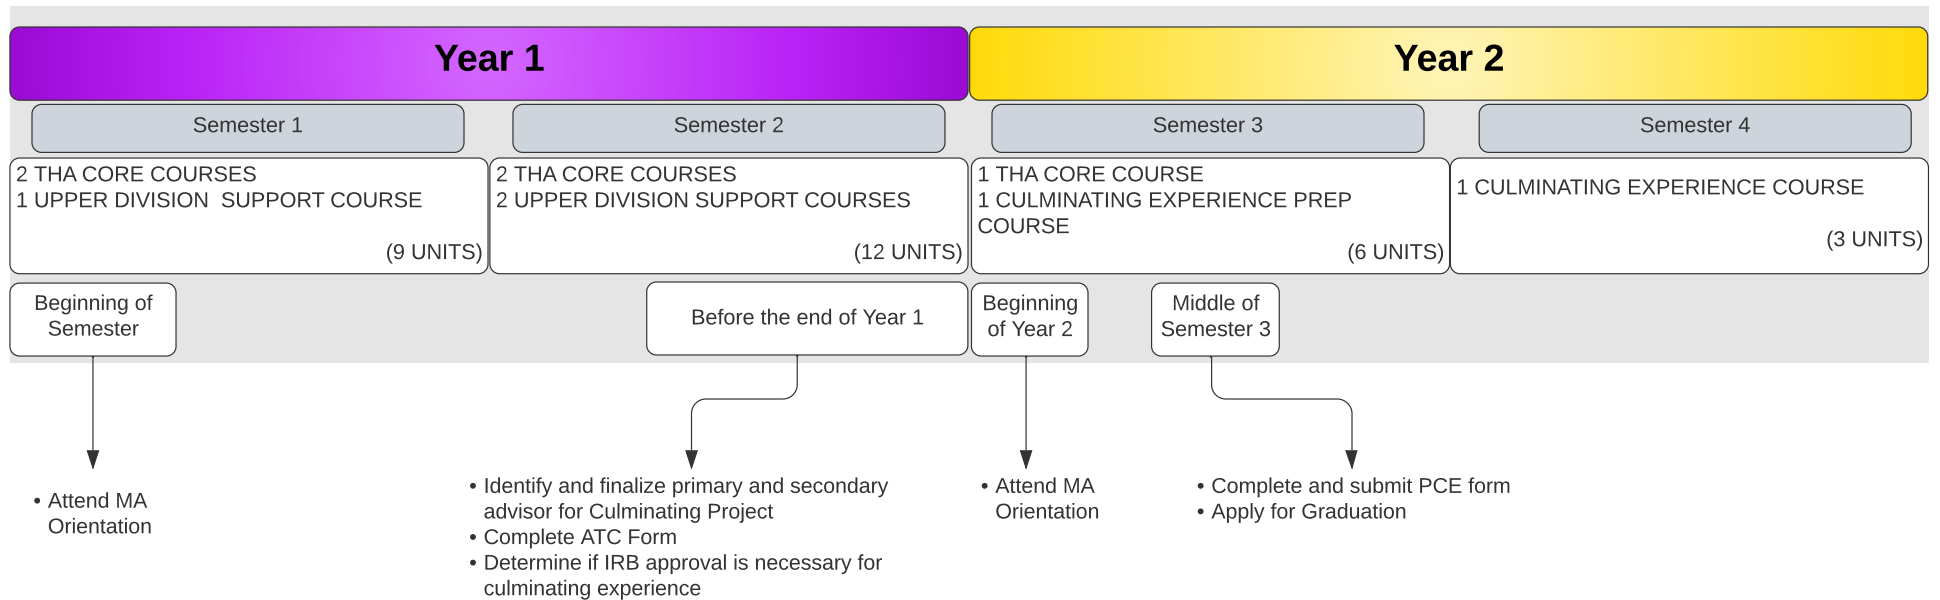 Year 1
Year 2
Semester 1
Semester 2
Semester 3
Semester 4
2 THA CORE COURSES
1 UPPER DIVISION  SUPPORT COURSE
(9 UNITS)
2 THA CORE COURSES
2 UPPER DIVISION SUPPORT COURSES
(12 UNITS)
1 THA CORE COURSE
1 CULMINATING EXPERIENCE PREP
COURSE
(6 UNITS)
1 CULMINATING EXPERIENCE COURSE
(3 UNITS)
Beginning of
Semester
Before the end of Year 1
Beginning
of Year 2
Middle of
Semester 3
• Attend MA
Orientation
• Identify and finalize primary and secondary
advisor for Culminating Project
• Complete ATC Form
• Determine if IRB approval is necessary for
culminating experience
• Attend MA
Orientation
• Complete and submit PCE form
• Apply for Graduation